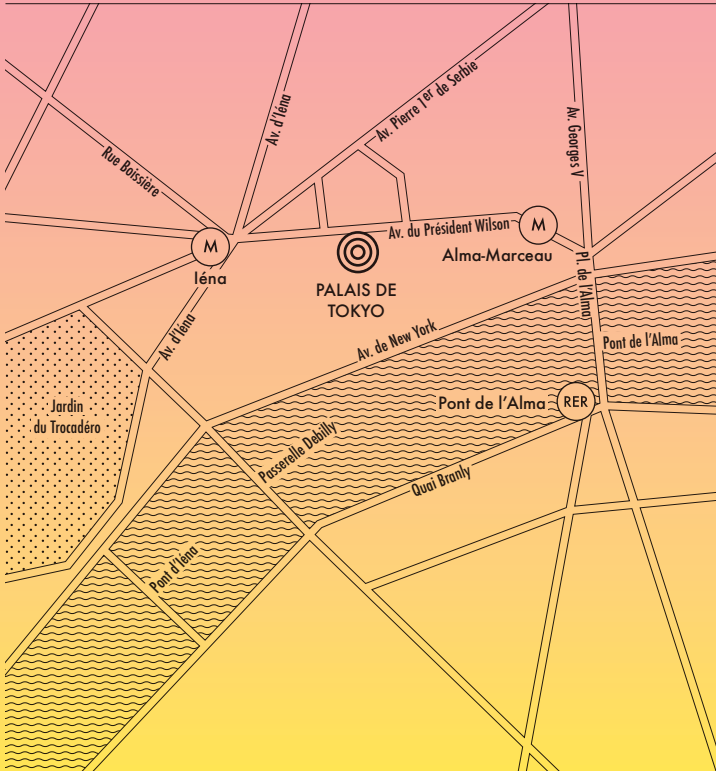 Av. d'Iéna
Av. Pierre 1er de Serbie
Av. Georges V
Rue Boissière
M
Iéna
Av. du Président Wilson
M
Alma-Marceau
PALAIS DE
TOKYO
Pl. de l'Alma
Av. d'Iéna
Av. de New York
Pont de l'Alma
Jardin
du Trocadéro
Pont de l'Alma
RER
Passerelle Debilly
Quai Branly
Pont d'Iéna